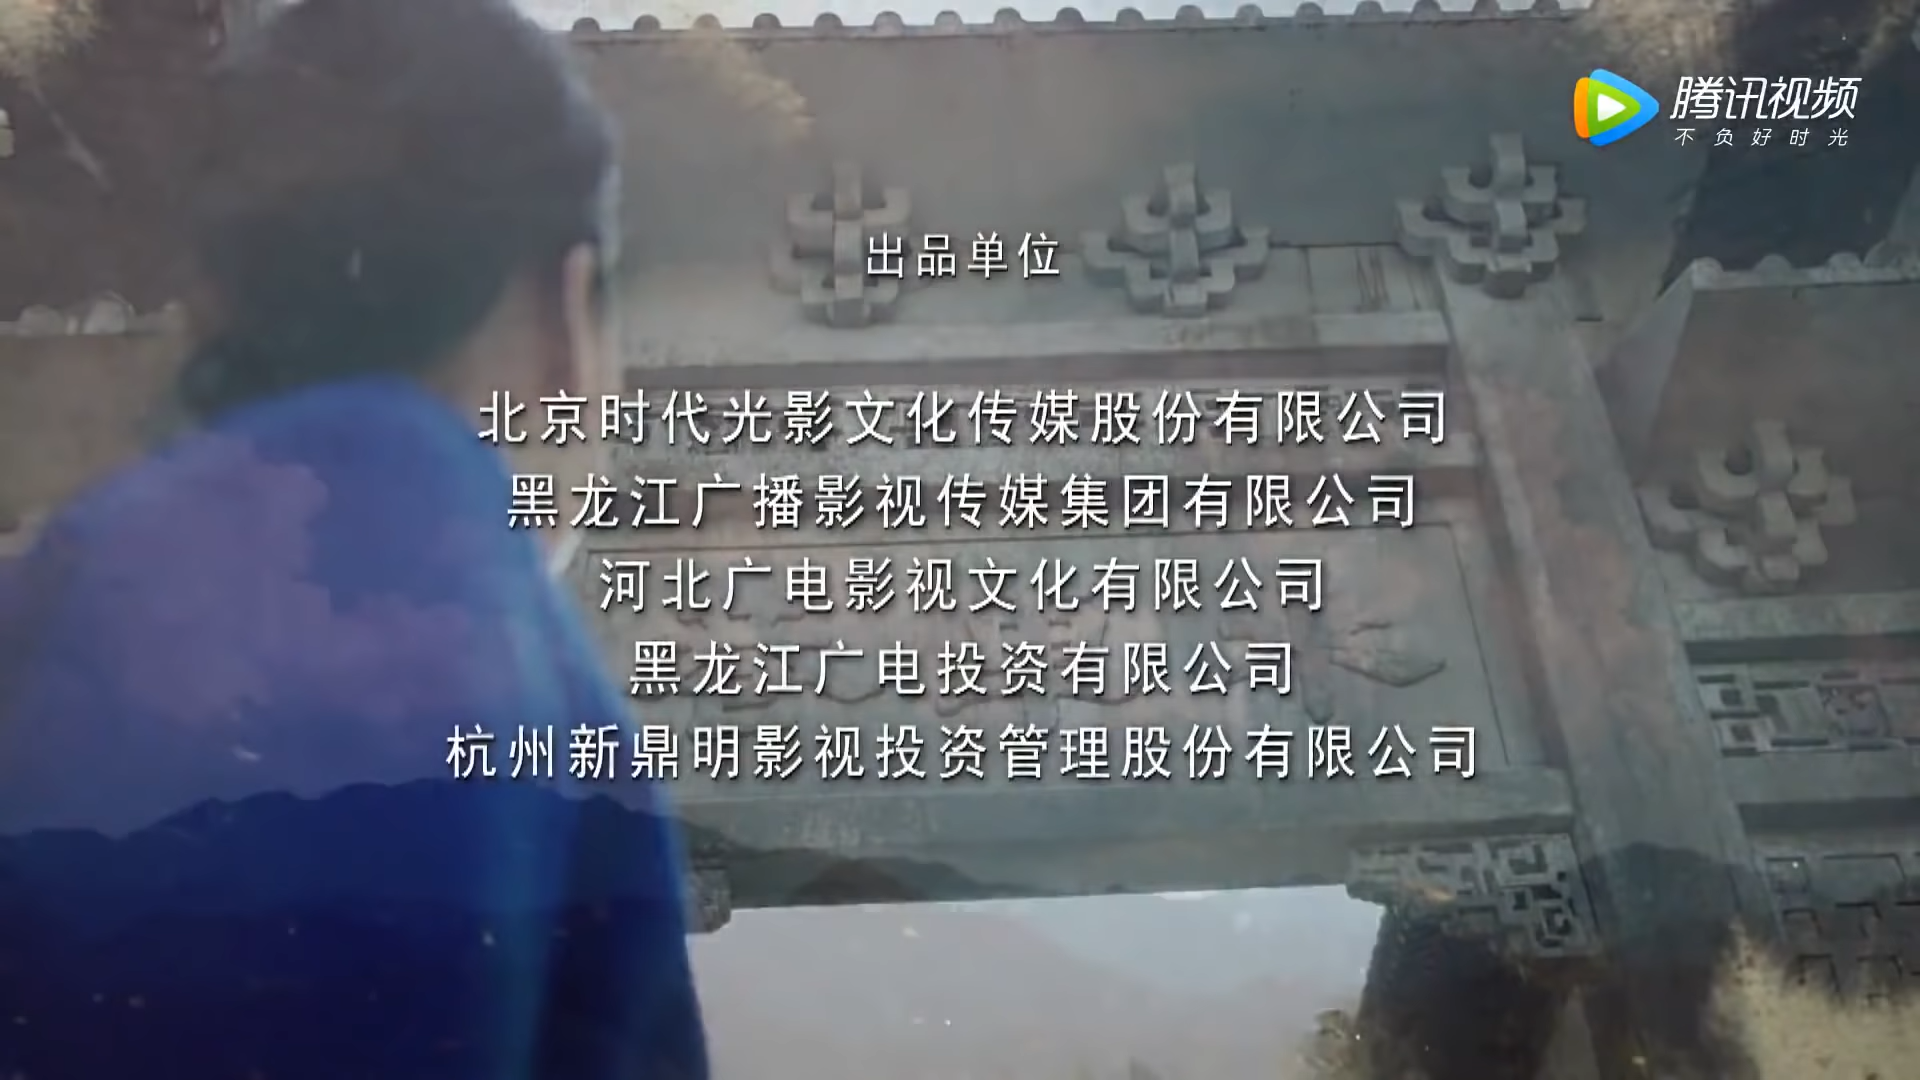 腾讯视频
不负好时光
出品单位
北京时代光影文化传媒股份有限公司
黑龙江广播影视传媒集团有限公司
河北广电影视文化有限公司
黑龙江广电投资有限公司
杭州新鼎明影视投资管理股份有限公司